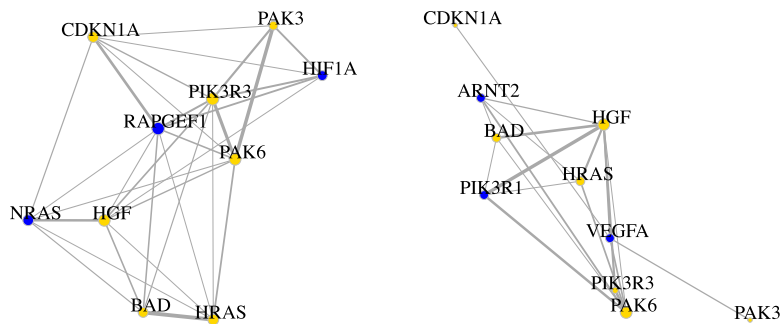 CDKN1A
PAK3
HIF1A
PIK3R3
RAPGEF1
PAK6
NRAS
HGF
BAD
HRAS
CDKN1A
ARNT2
HGF
BAD
HRAS
PIK3R1
VEGFA
PIK3R3
PAK6
PAK3